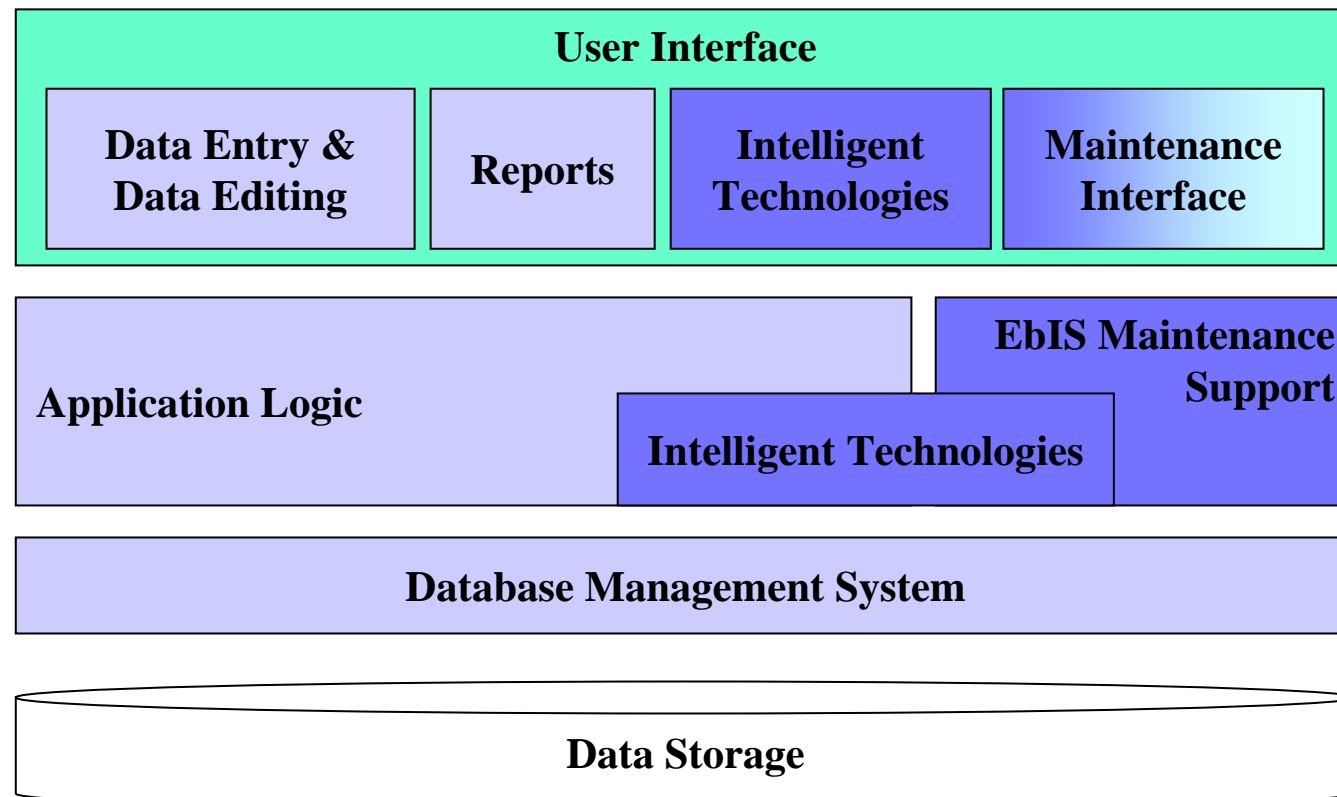 User Interface
Data Entry &
Data Editing
Reports
Intelligent
Technologies
Maintenance
Interface
Application Logic
EbIS Maintenance
Support
Intelligent Technologies
Database Management System
Data Storage